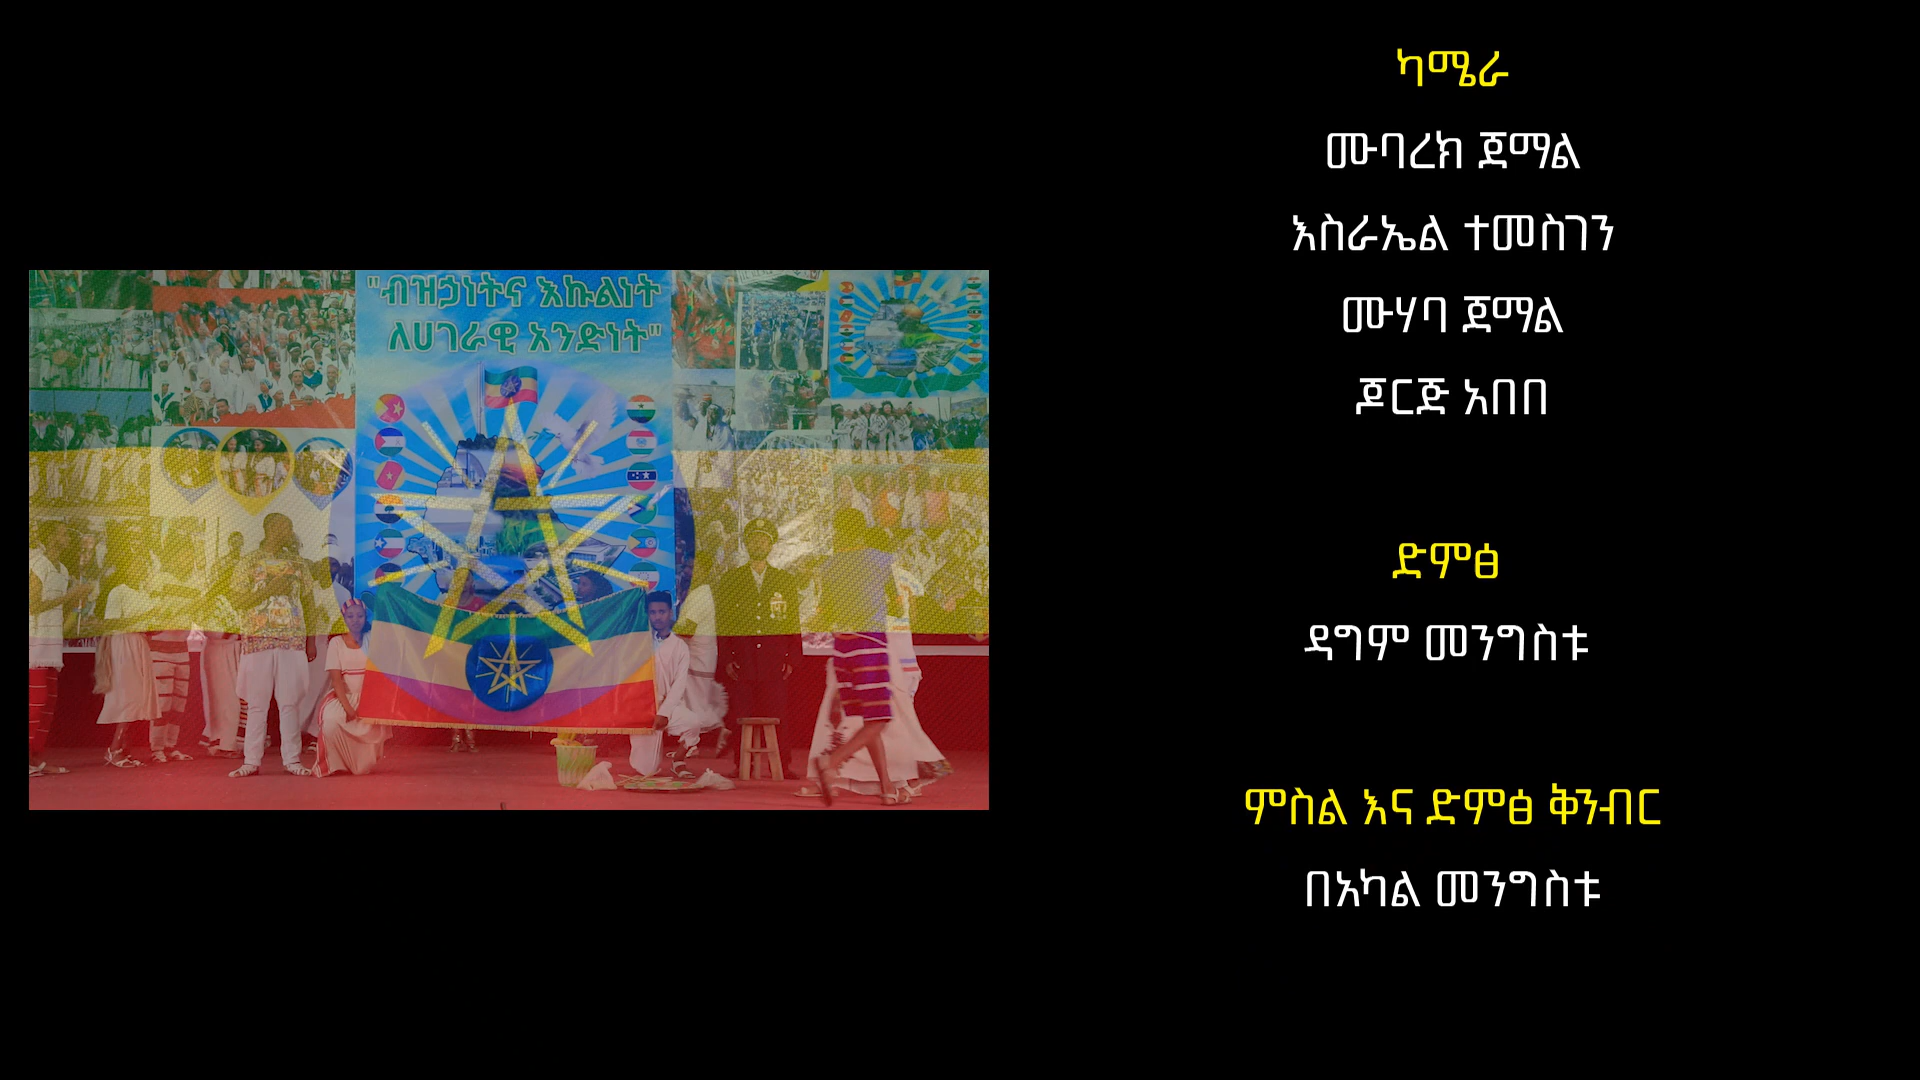 "ብዝኃነትና እኩልነት
ለሀገራዊ አንድነት"
ካሜራ
ሙባረክ ጀማል
እስራኤል ተመስገን
ሙሃባ ጀማል
ጆርጅ አበበ
ድምፅ
ዳግም መንግስቱ
ምስል እና ድምፅ ቅንብር
በአካል መንግስቱ